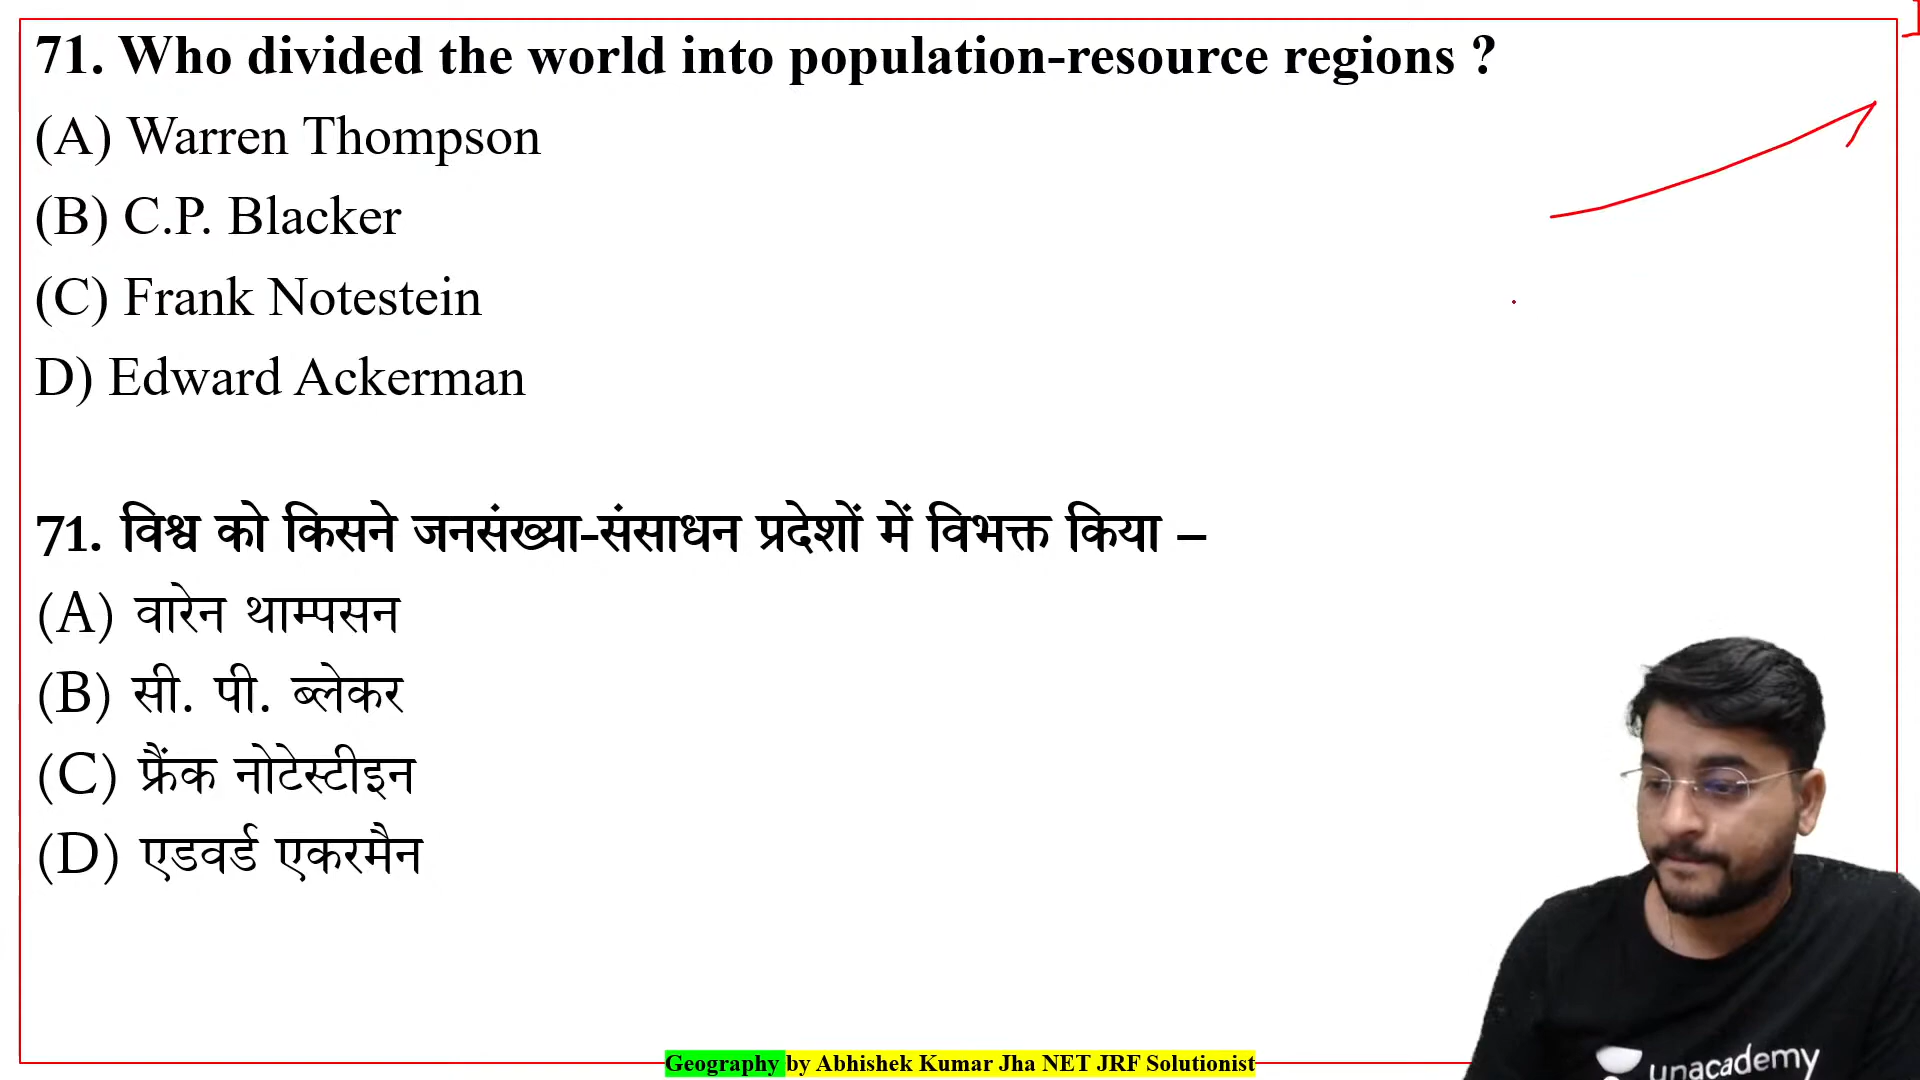 71. Who divided the world into population-resource regions ?
(A) Warren Thompson
(B) C.P. Blacker
(C) Frank Notestein
D) Edward Ackerman
71. विश्व को किसने जनसंख्या-संसाधन प्रदेशों में विभक्त किया –
(A) वारेन थाम्पसन
(B) सी. पी. ब्लेकर
(C) फ्रैंक नोटेस्टीइन
(D) एडवर्ड एकरमैन
unacademy
Geography by Abhishek Kumar Jha NET JRF Solutionist